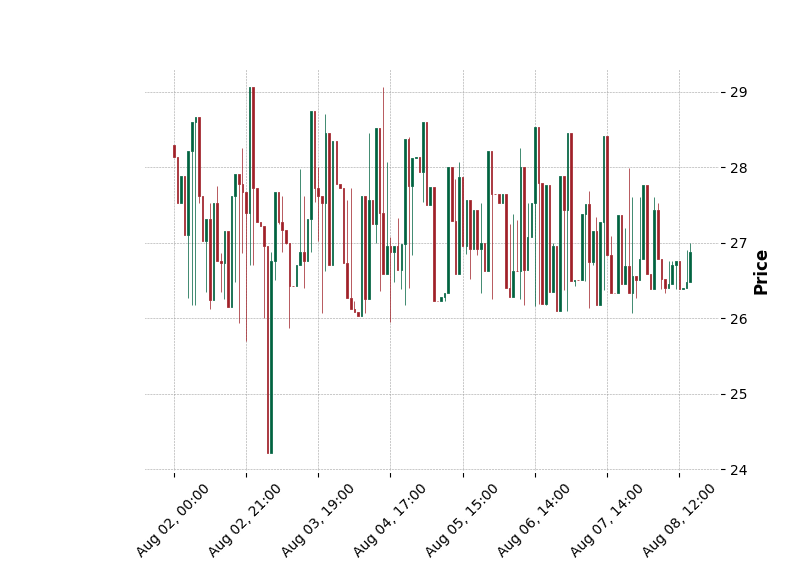 29
28
27
26
25
24
Price
Aug 02, 00:00
Aug 02, 21:00
Aug 03, 19:00
Aug 04, 17:00
Aug 05, 15:00
Aug 06, 14:00
Aug 07, 14:00
Aug 08, 12:00